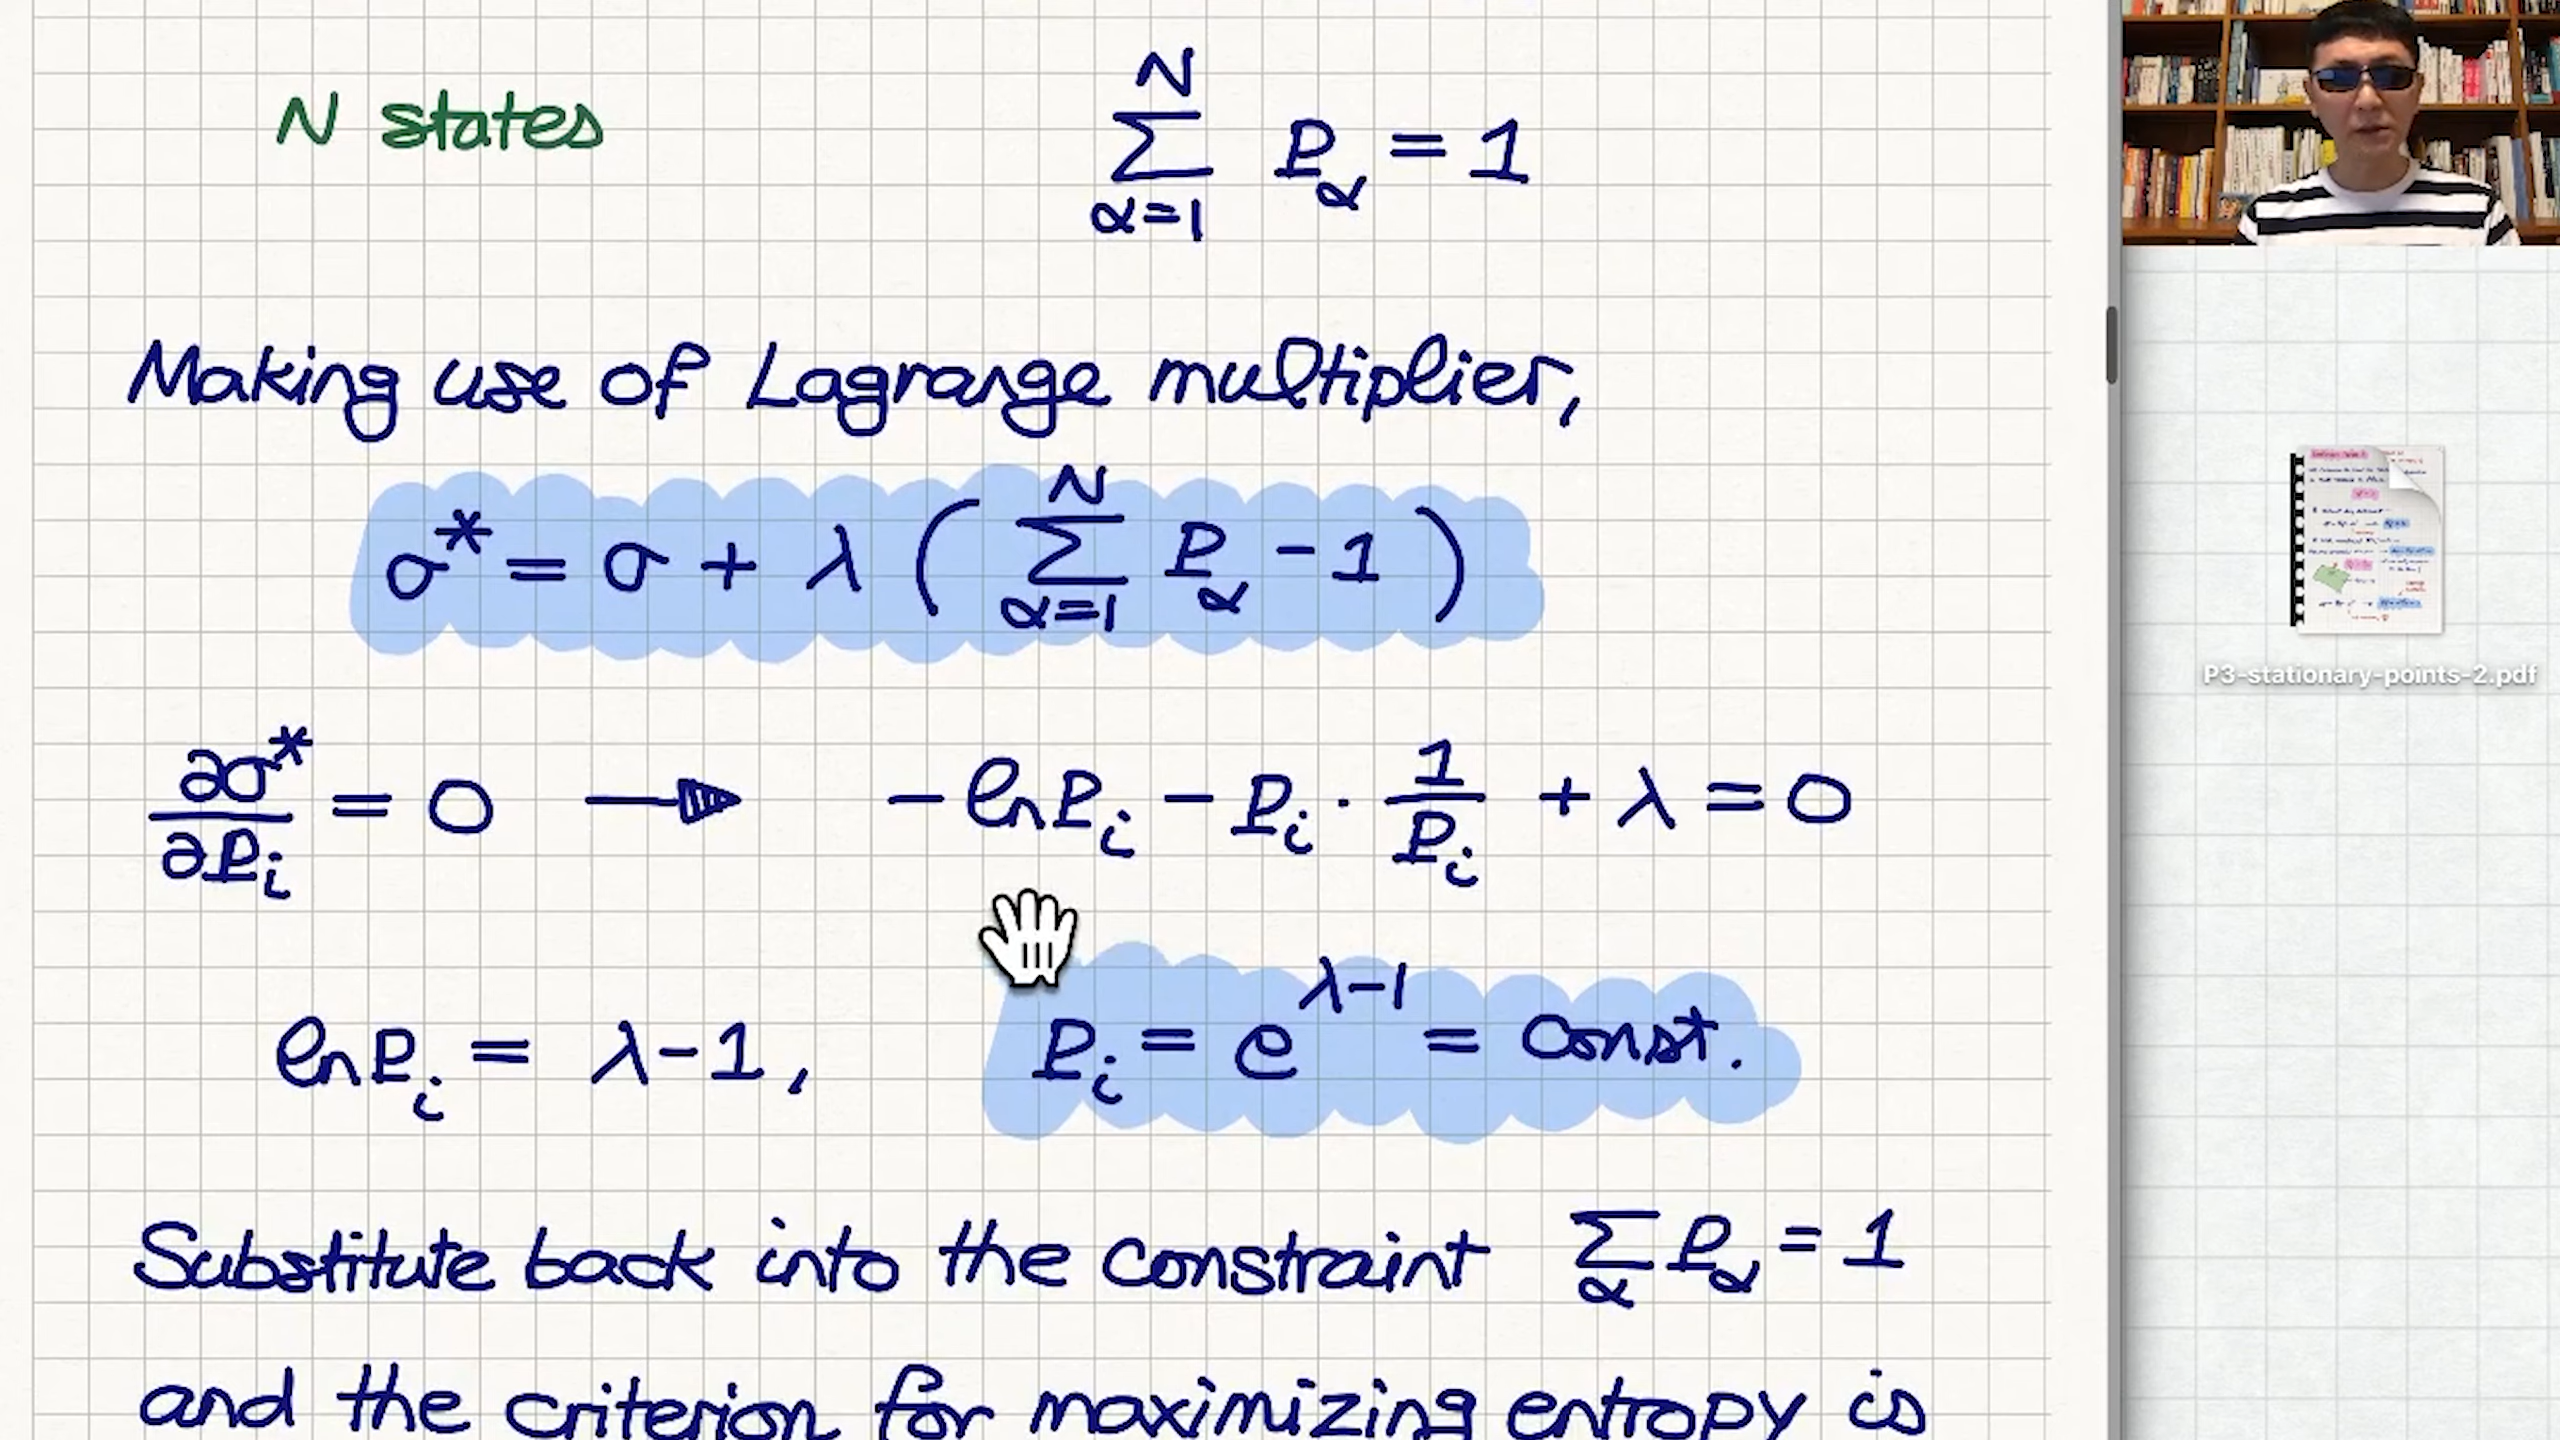 N states
N
∑ P_α = 1
α=1
Making use of Lagrange multiplier,
σ* = σ + λ ( ∑_{α=1}^{N} P_α - 1 )
∂σ*/∂P_i = 0 → - ln P_i - P_i · 1/P_i + λ = 0
ln P_i = λ-1, P_i = e^{λ-1} = const.
Substitute back into the constraint ∑_α P_α = 1
and the criterion for maximizing entropy is
P3-stationary-points-2.pdf